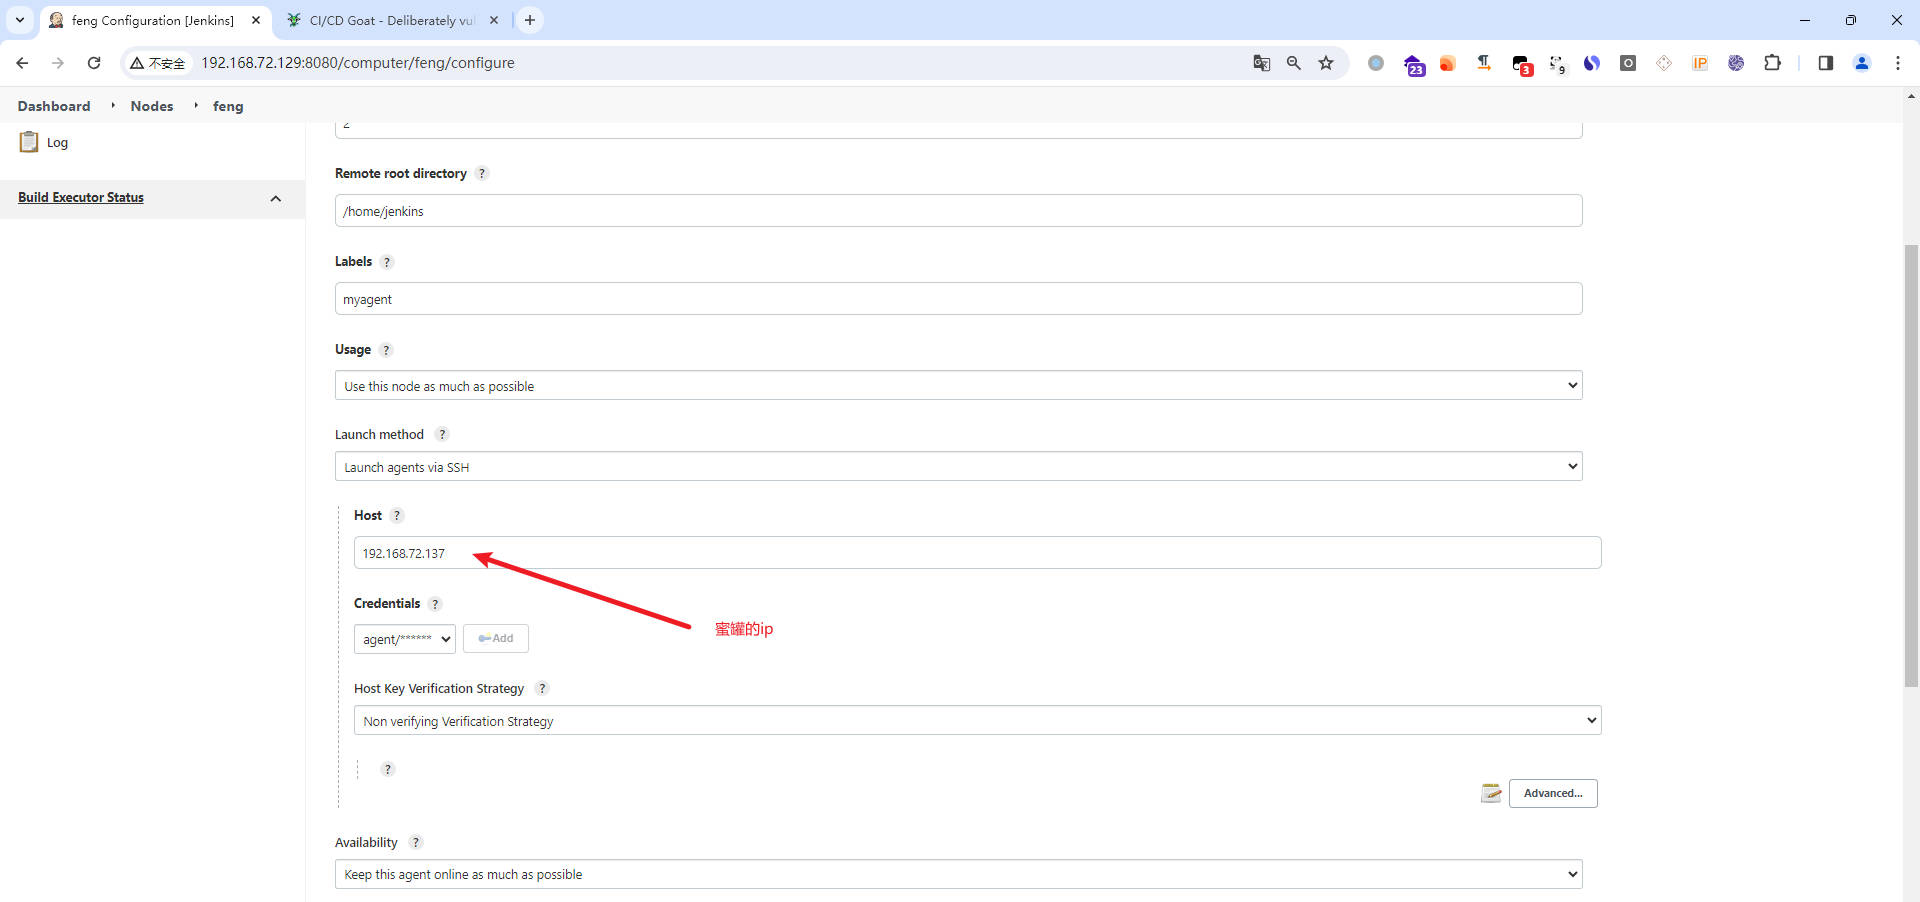 feng Configuration [Jenkins]
CI/CD Goat - Deliberately vul
不安全
192.168.72.129:8080/computer/feng/configure
23
3
9
IP
Dashboard
Nodes
feng
Log
Build Executor Status
2
Remote root directory ?
/home/jenkins
Labels ?
myagent
Usage ?
Use this node as much as possible
Launch method ?
Launch agents via SSH
Host ?
192.168.72.137
蜜罐的ip
Credentials ?
agent/******
Add
Host Key Verification Strategy ?
Non verifying Verification Strategy
?
Advanced...
Availability ?
Keep this agent online as much as possible